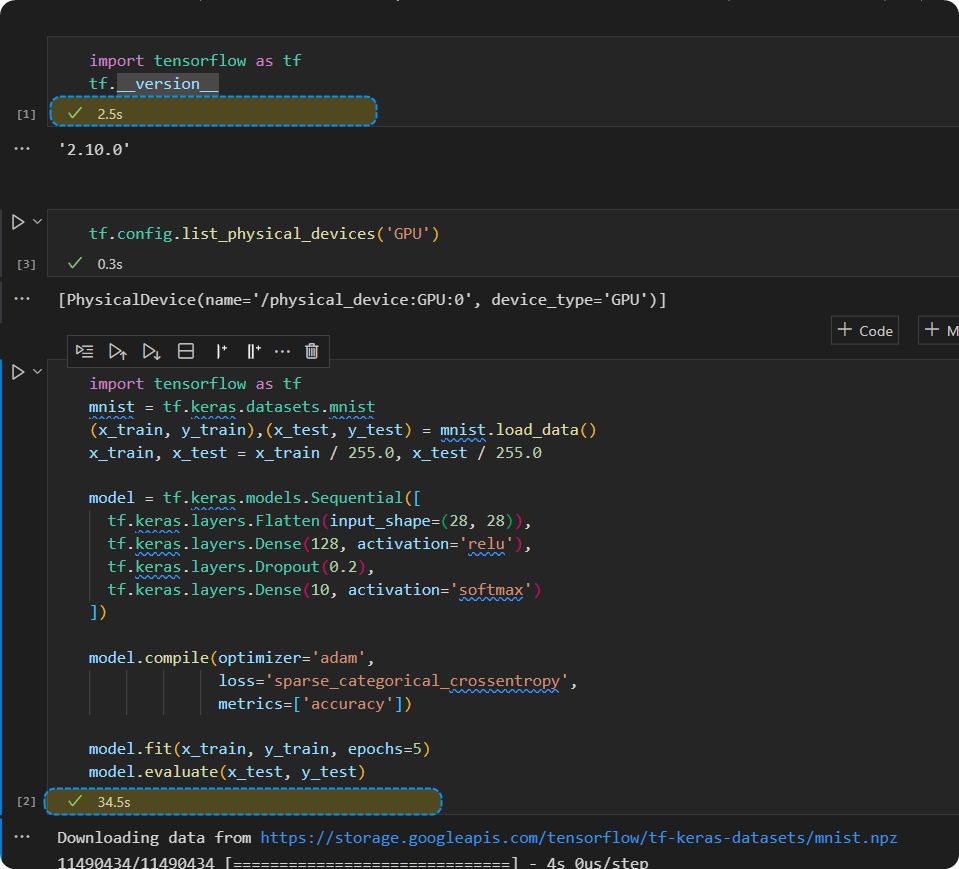 import tensorflow as tf
tf.__version__
[1]
2.5s
'2.10.0'
tf.config.list_physical_devices('GPU')
[3]
0.3s
[PhysicalDevice(name='/physical_device:GPU:0', device_type='GPU')]
+ Code
+ M
import tensorflow as tf
mnist = tf.keras.datasets.mnist
(x_train, y_train),(x_test, y_test) = mnist.load_data()
x_train, x_test = x_train / 255.0, x_test / 255.0
model = tf.keras.models.Sequential([
  tf.keras.layers.Flatten(input_shape=(28, 28)),
  tf.keras.layers.Dense(128, activation='relu'),
  tf.keras.layers.Dropout(0.2),
  tf.keras.layers.Dense(10, activation='softmax')
])
model.compile(optimizer='adam',
              loss='sparse_categorical_crossentropy',
              metrics=['accuracy'])
model.fit(x_train, y_train, epochs=5)
model.evaluate(x_test, y_test)
[2]
34.5s
Downloading data from https://storage.googleapis.com/tensorflow/tf-keras-datasets/mnist.npz
11490434/11490434 [==============================] - 4s 0us/step